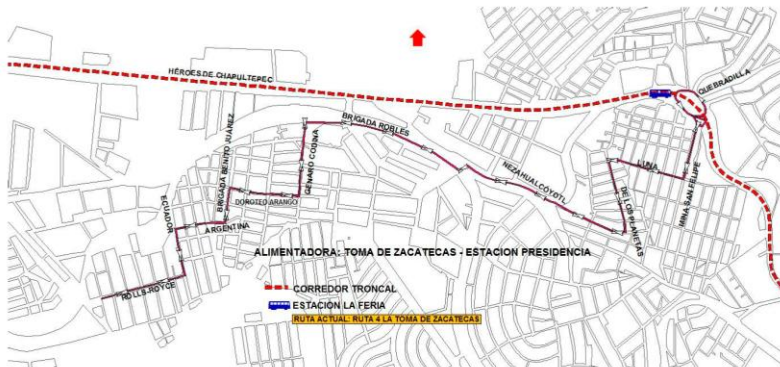 HÉROES DE CHAPULTEPEC
QUEBRADILLA
BRIGADA ROBLES
BRIGADA BENITO JUÁREZ
GENARO CODINA
NEZAHUALCÓYOTL
LUNA
DE LOS PLANETAS
MINA SAN FELIPE
DOROTEO ARANGO
ECUADOR
ARGENTINA
ROLLS-ROYCE
ALIMENTADORA: TOMA DE ZACATECAS - ESTACION PRESIDENCIA
CORREDOR TRONCAL
ESTACIÓN LA FERIA
RUTA ACTUAL: RUTA 4 LA TOMA DE ZACATECAS